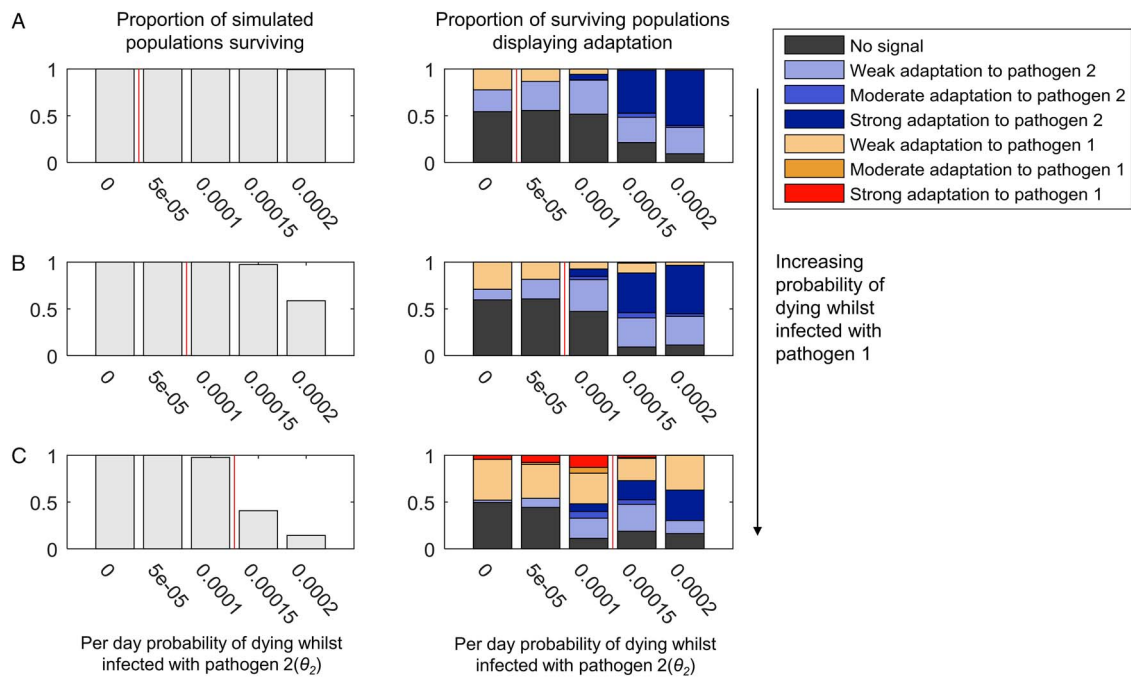 A
Proportion of simulated
populations surviving
Proportion of surviving populations
displaying adaptation
1
0.5
0
0
5e-05
0.0001
0.00015
0.0002
1
0.5
0
0
5e-05
0.0001
0.00015
0.0002
No signal
Weak adaptation to pathogen 2
Moderate adaptation to pathogen 2
Strong adaptation to pathogen 2
Weak adaptation to pathogen 1
Moderate adaptation to pathogen 1
Strong adaptation to pathogen 1
B
1
0.5
0
0
5e-05
0.0001
0.00015
0.0002
1
0.5
0
0
5e-05
0.0001
0.00015
0.0002
Increasing
probability of
dying whilst
infected with
pathogen 1
C
1
0.5
0
0
5e-05
0.0001
0.00015
0.0002
1
0.5
0
0
5e-05
0.0001
0.00015
0.0002
Per day probability of dying whilst
infected with pathogen 2(θ₂)
Per day probability of dying whilst
infected with pathogen 2(θ₂)